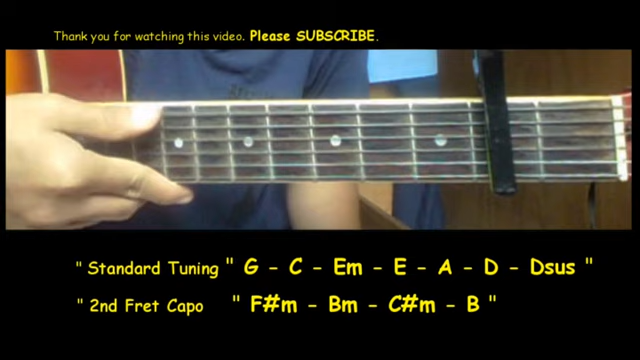 Thank you for watching this video. Please SUBSCRIBE.
" Standard Tuning " G - C - Em - E - A - D - Dsus "
" 2nd Fret Capo " F#m - Bm - C#m - B "